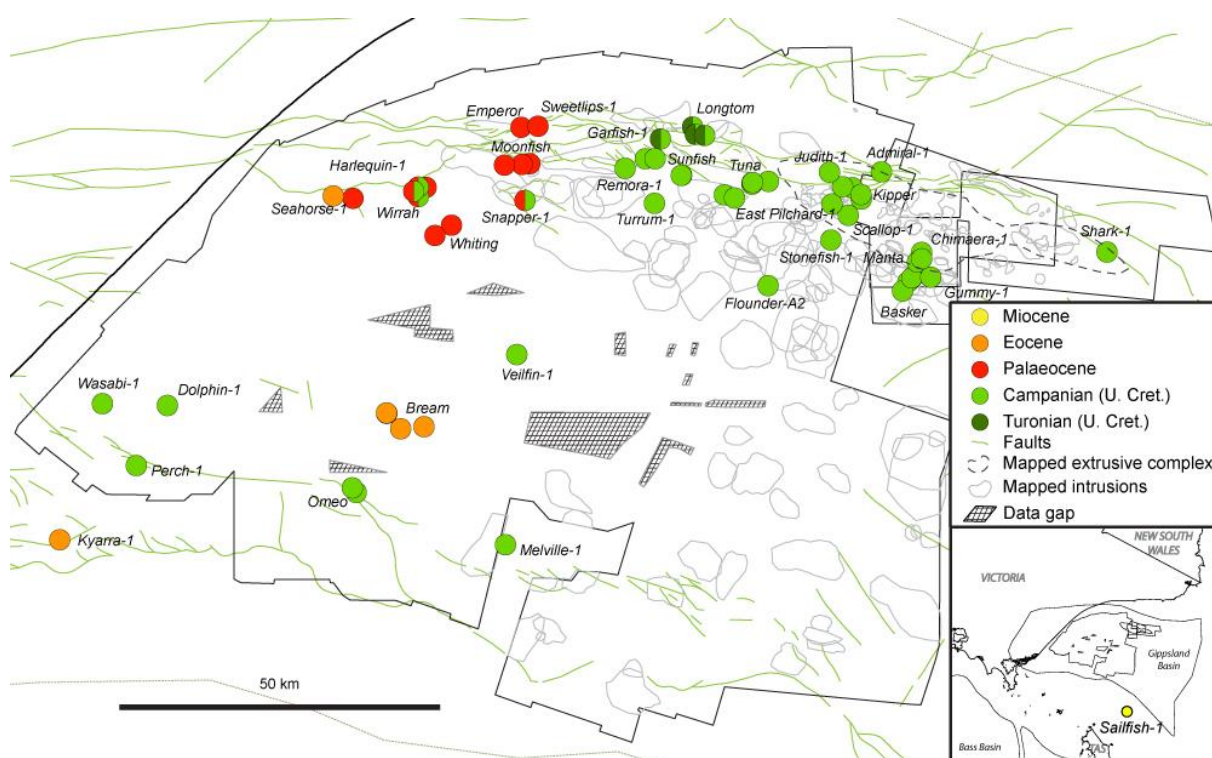 Emperor
Sweetlips-1
Longtom
Garfish-1
Moonfish
Harlequin-1
Sunfish
Tuna
Judith-1
Admiral-1
Remora-1
Kipper
Seahorse-1
Wirrah
Snapper-1
Turrum-1
East Pilchard-1
Scallop-1
Whiting
Chimaera-1
Shark-1
Stonefish-1
Manta
Flounder-A2
Gummy-1
Basker
Veilfin-1
Wasabi-1
Dolphin-1
Bream
Perch-1
Omeo
Kyarra-1
Melville-1
50 km
Miocene
Eocene
Palaeocene
Campanian (U. Cret.)
Turonian (U. Cret.)
Faults
Mapped extrusive complex
Mapped intrusions
Data gap
NEW SOUTH
WALES
VICTORIA
Gippsland
Basin
Sailfish-1
Bass Basin
TAS